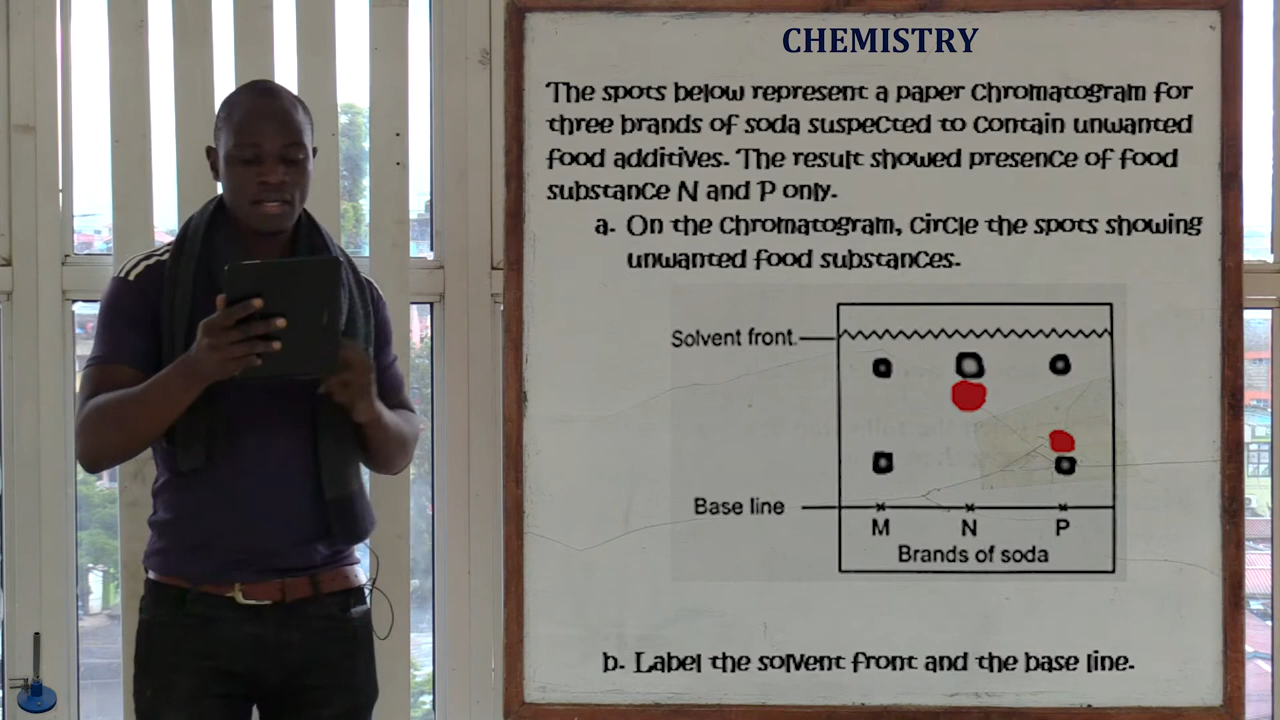 CHEMISTRY
The spots below represent a paper Chromatogram for
three brands of soda suspected to contain unwanted
food additives. The result showed presence of food
substance N and P only.
a. On the Chromatogram, circle the spots showing
unwanted food substances.
Solvent front.
Base line
M N P
Brands of soda
b. Label the solvent front and the base line.